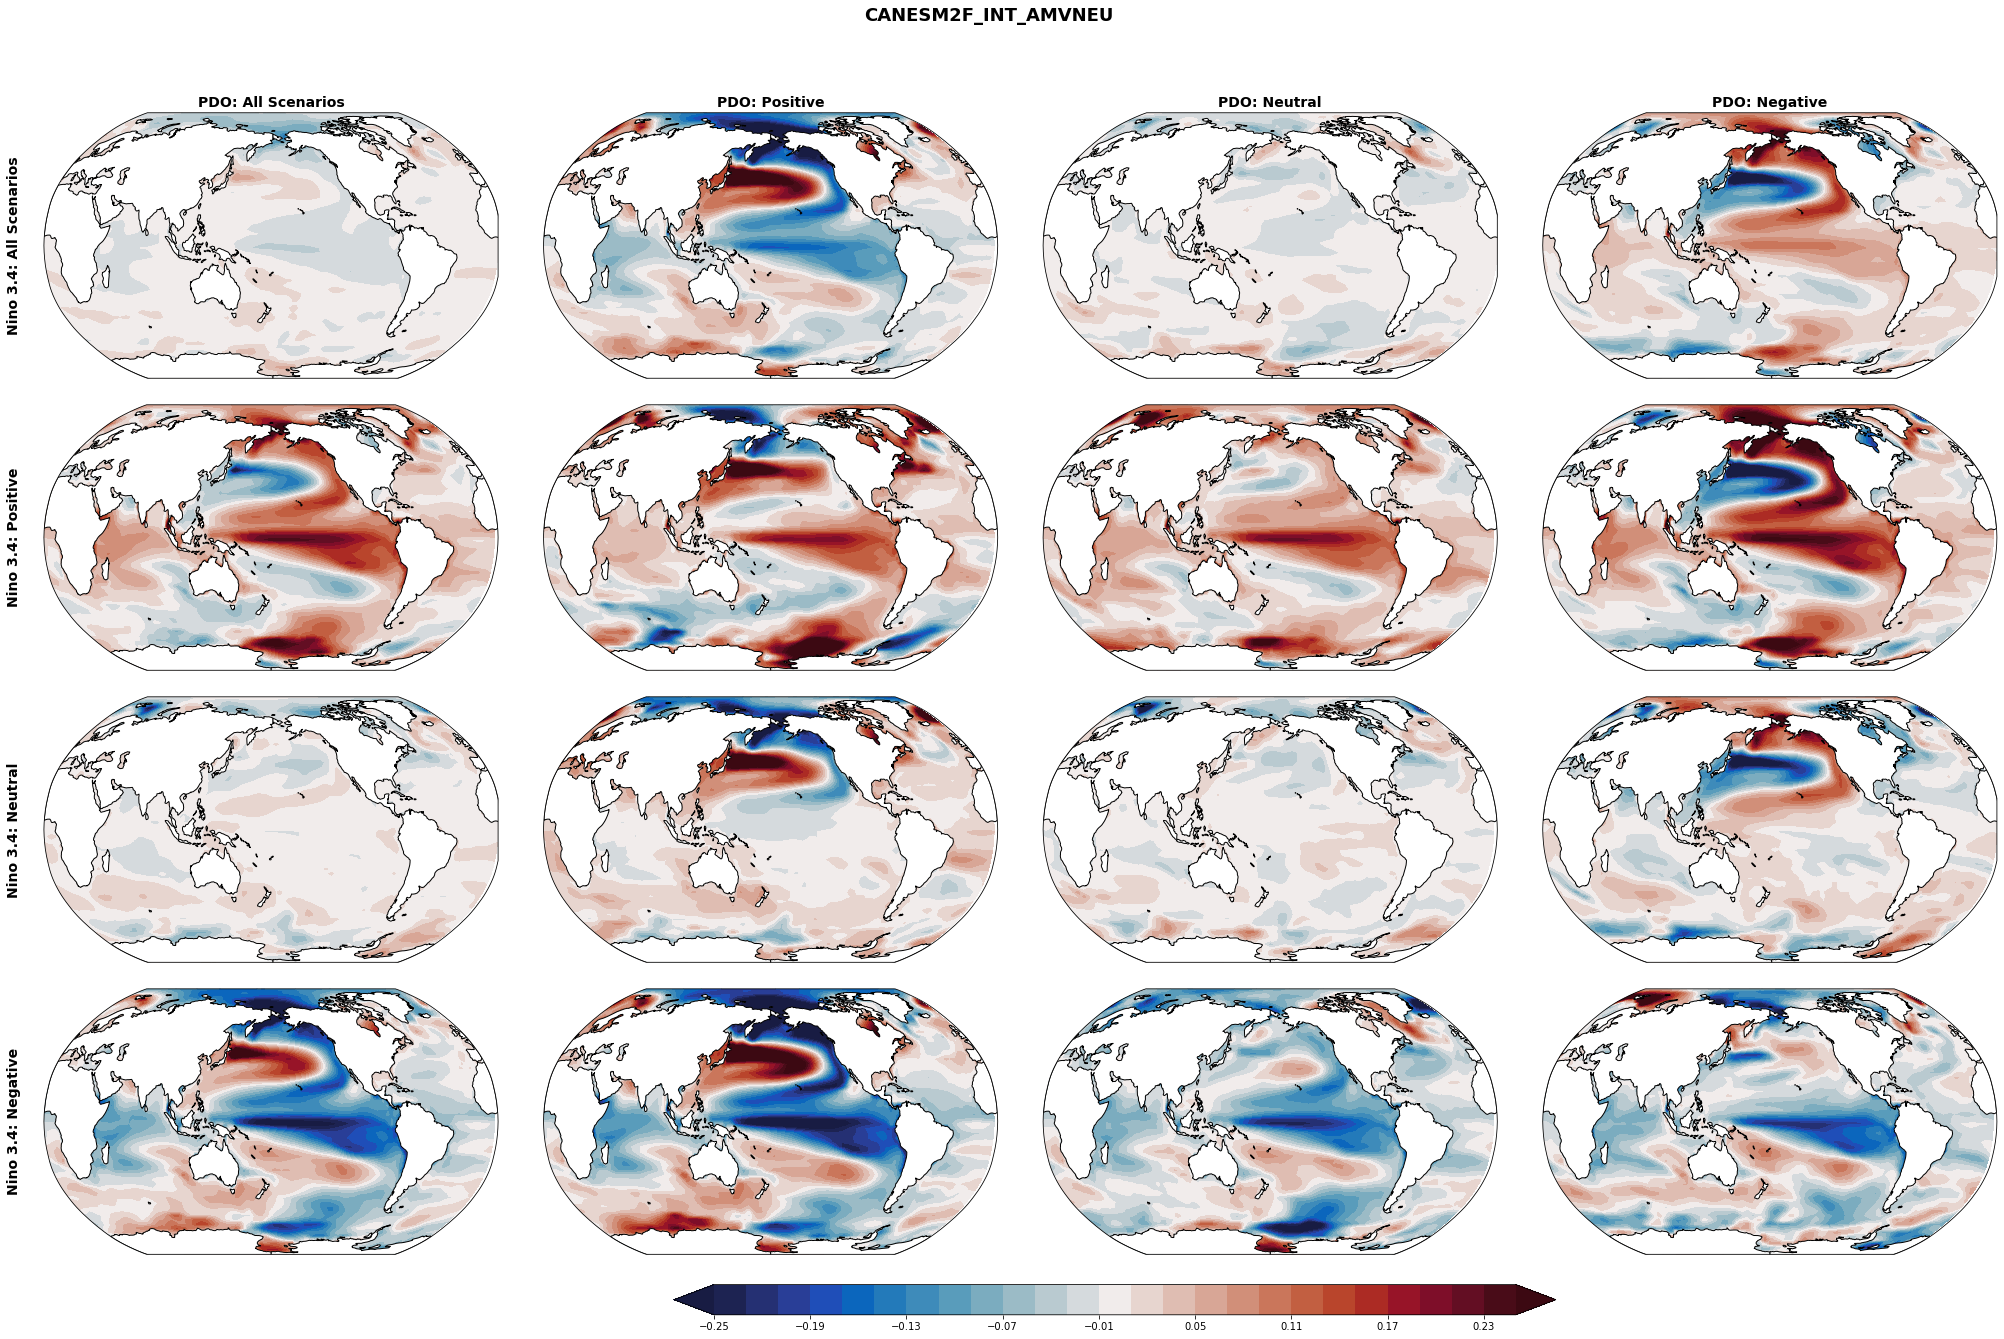 CANESM2F_INT_AMVNEU
PDO: All Scenarios
PDO: Positive
PDO: Neutral
PDO: Negative
Nino 3.4: All Scenarios
Nino 3.4: Positive
Nino 3.4: Neutral
Nino 3.4: Negative
−0.25 −0.19 −0.13 −0.07 −0.01 0.05 0.11 0.17 0.23